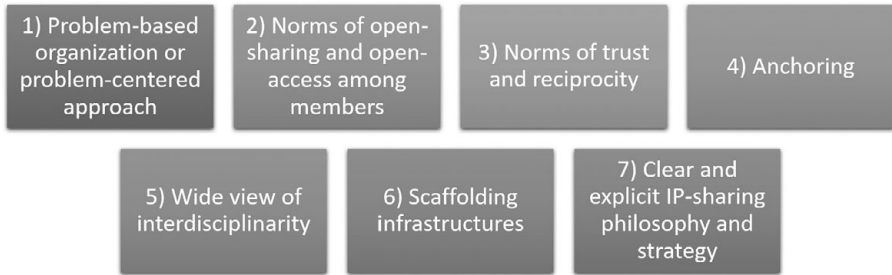 1) Problem-based
organization or
problem-centered
approach
2) Norms of open-
sharing and open-
access among
members
3) Norms of trust
and reciprocity
4) Anchoring
5) Wide view of
interdisciplinarity
6) Scaffolding
infrastructures
7) Clear and
explicit IP-sharing
philosophy and
strategy